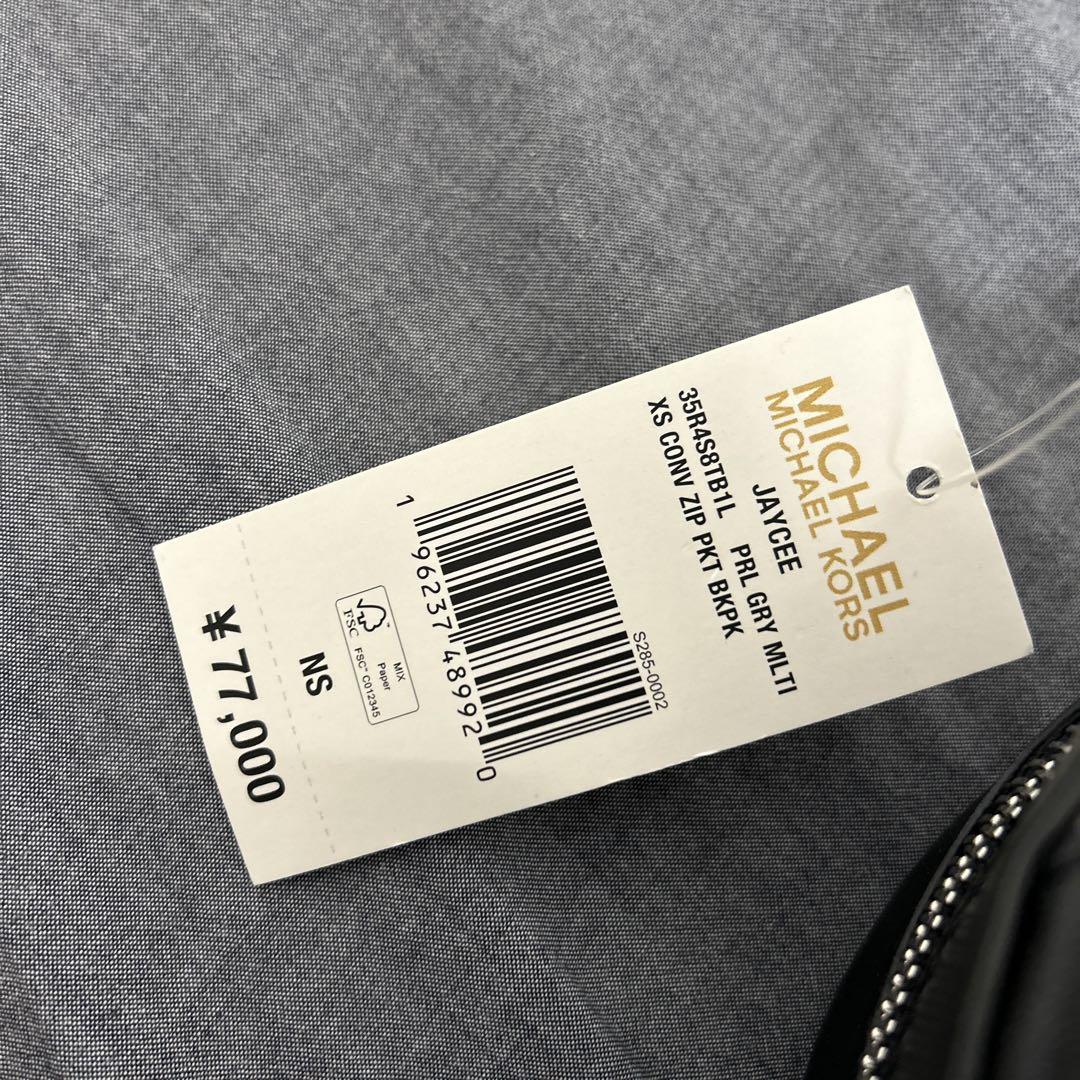 MICHAEL
MICHAEL KORS
JAYCEE
35R4S8TB1L PRL GRY MLTI
XS CONV ZIP PKT BKPK
S285-0002
1 96237 48992 0
FSC
MIX
Paper
FSC™ C012345
NS
¥ 77,000